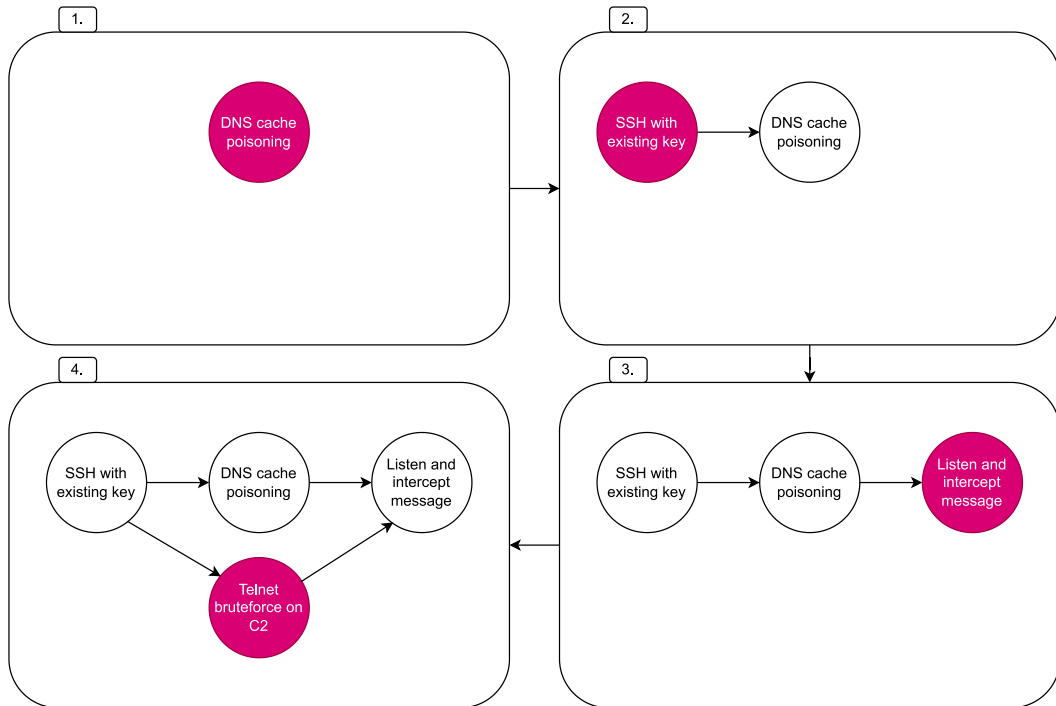 1.
DNS cache
poisoning
2.
SSH with
existing key
DNS cache
poisoning
4.
SSH with
existing key
DNS cache
poisoning
Listen and
intercept
message
Telnet
bruteforce on
C2
3.
SSH with
existing key
DNS cache
poisoning
Listen and
intercept
message